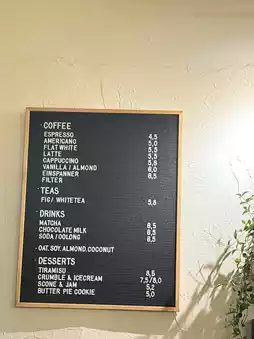 · COFFEE
ESPRESSO 4,5
AMERICANO 5,0
FLAT WHITE 5,5
LATTE 5,5
CAPPUCCINO 5,5
VANILLA / ALMOND 6,0
EINSPANNER 6,5
FILTER
· TEAS
FIG / WHITE TEA 5,8
· DRINKS
MATCHA 6,5
CHOCOLATE MILK 6,5
SODA / OOLONG 6,5
· OAT, SOY, ALMOND, COCONUT
· DESSERTS
TIRAMISU 8,5
CRUMBLE & ICECREAM 7,5/8,0
SCONE & JAM 5,2
BUTTER PIE COOKIE 5,0